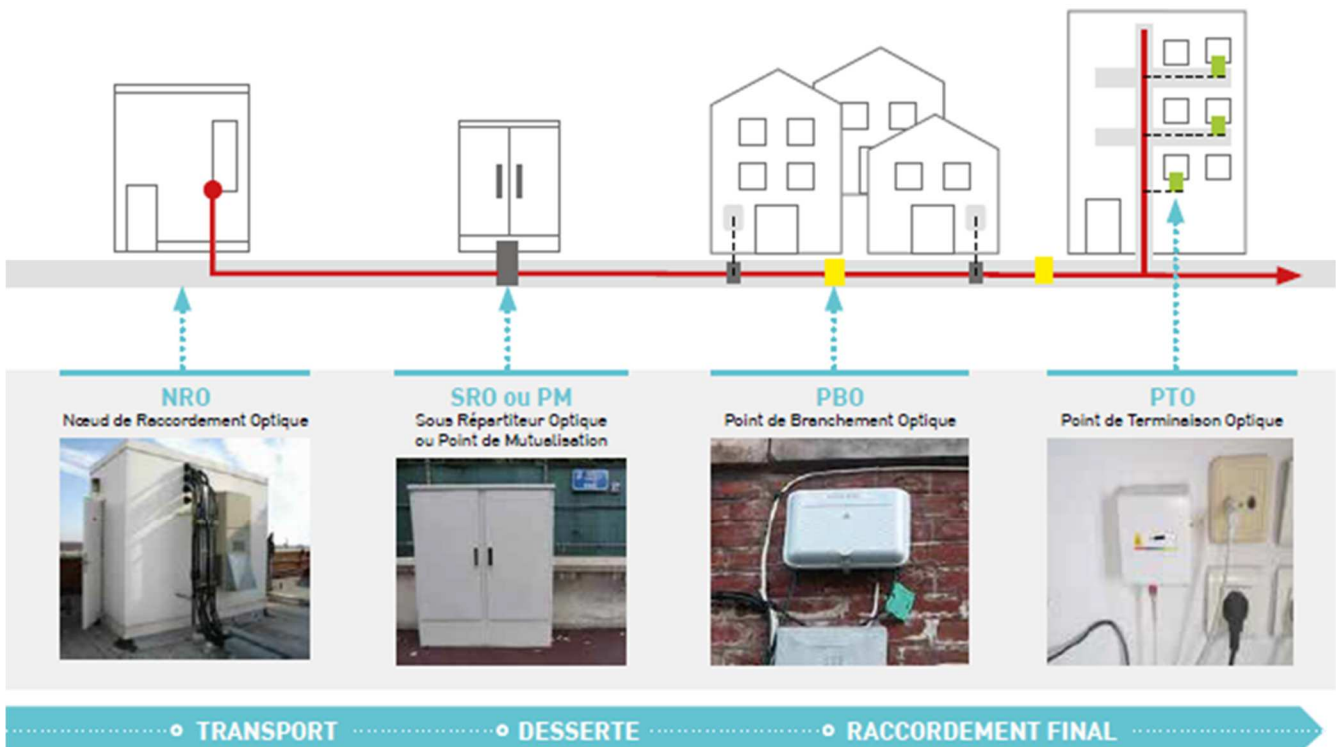 NRO
Nœud de Raccordement Optique
SRO ou PM
Sous Répartiteur Optique
ou Point de Mutualisation
PBO
Point de Branchement Optique
PTO
Point de Terminaison Optique
TRANSPORT
DESSERTE
RACCORDEMENT FINAL